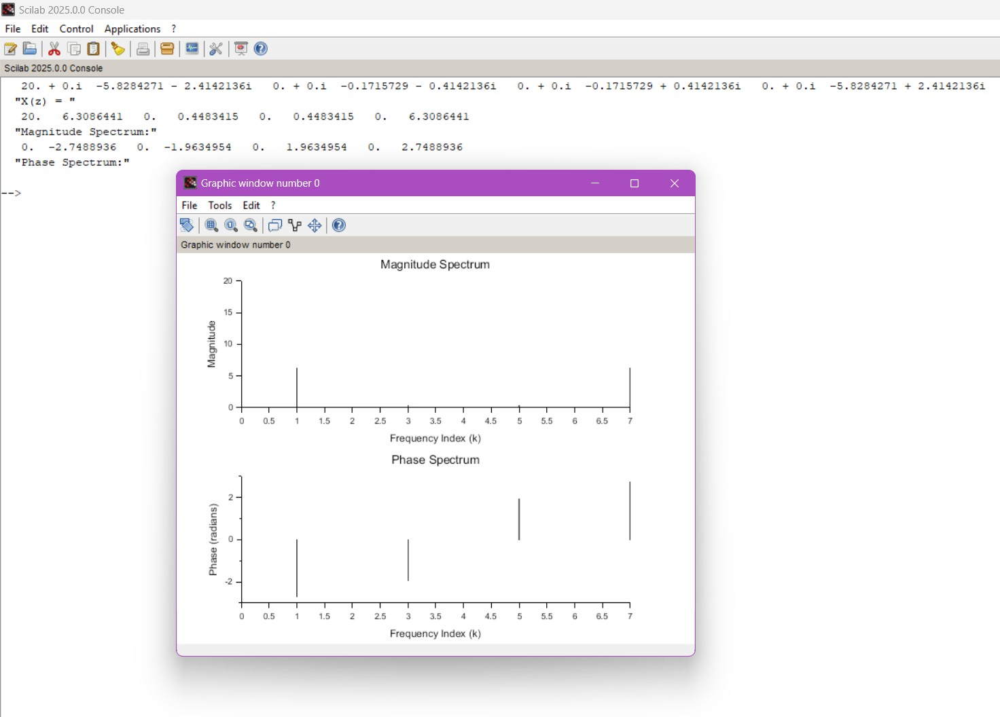 Scilab 2025.0.0 Console
File Edit Control Applications ?
Scilab 2025.0.0 Console
20. + 0.i  -5.8284271 - 2.4142136i   0. + 0.i  -0.1715729 - 0.4142136i   0. + 0.i  -0.1715729 + 0.4142136i   0. + 0.i  -5.8284271 + 2.4142136i
"X(z) = "
20.   6.3086441   0.   0.4483415   0.   0.4483415   0.   6.3086441
"Magnitude Spectrum:"
0.  -2.7488936   0.  -1.9634954   0.   1.9634954   0.   2.7488936
"Phase Spectrum:"
-->
Graphic window number 0
File Tools Edit ?
Graphic window number 0
Magnitude Spectrum
20
15
10
5
0
Magnitude
0 0.5 1 1.5 2 2.5 3 3.5 4 4.5 5 5.5 6 6.5 7
Frequency Index (k)
Phase Spectrum
2
0
-2
Phase (radians)
0 0.5 1 1.5 2 2.5 3 3.5 4 4.5 5 5.5 6 6.5 7
Frequency Index (k)